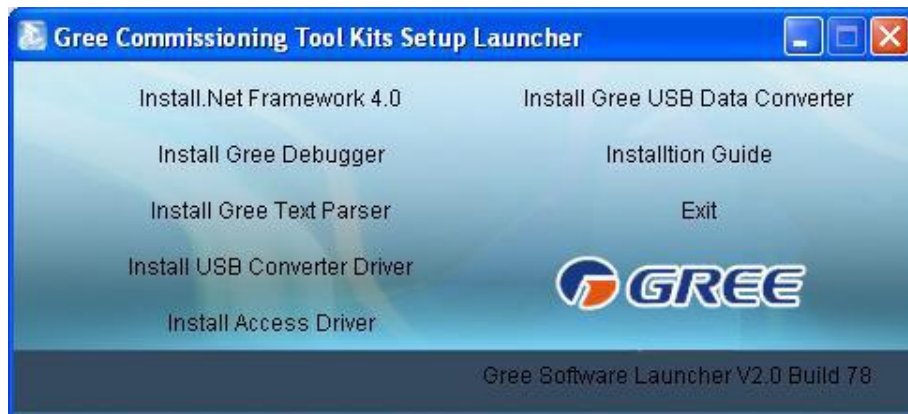 Gree Commissioning Tool Kits Setup Launcher
Install.Net Framework 4.0
Install Gree Debugger
Install Gree Text Parser
Install USB Converter Driver
Install Access Driver
Install Gree USB Data Converter
Installtion Guide
Exit
GREE
Gree Software Launcher V2.0 Build 78